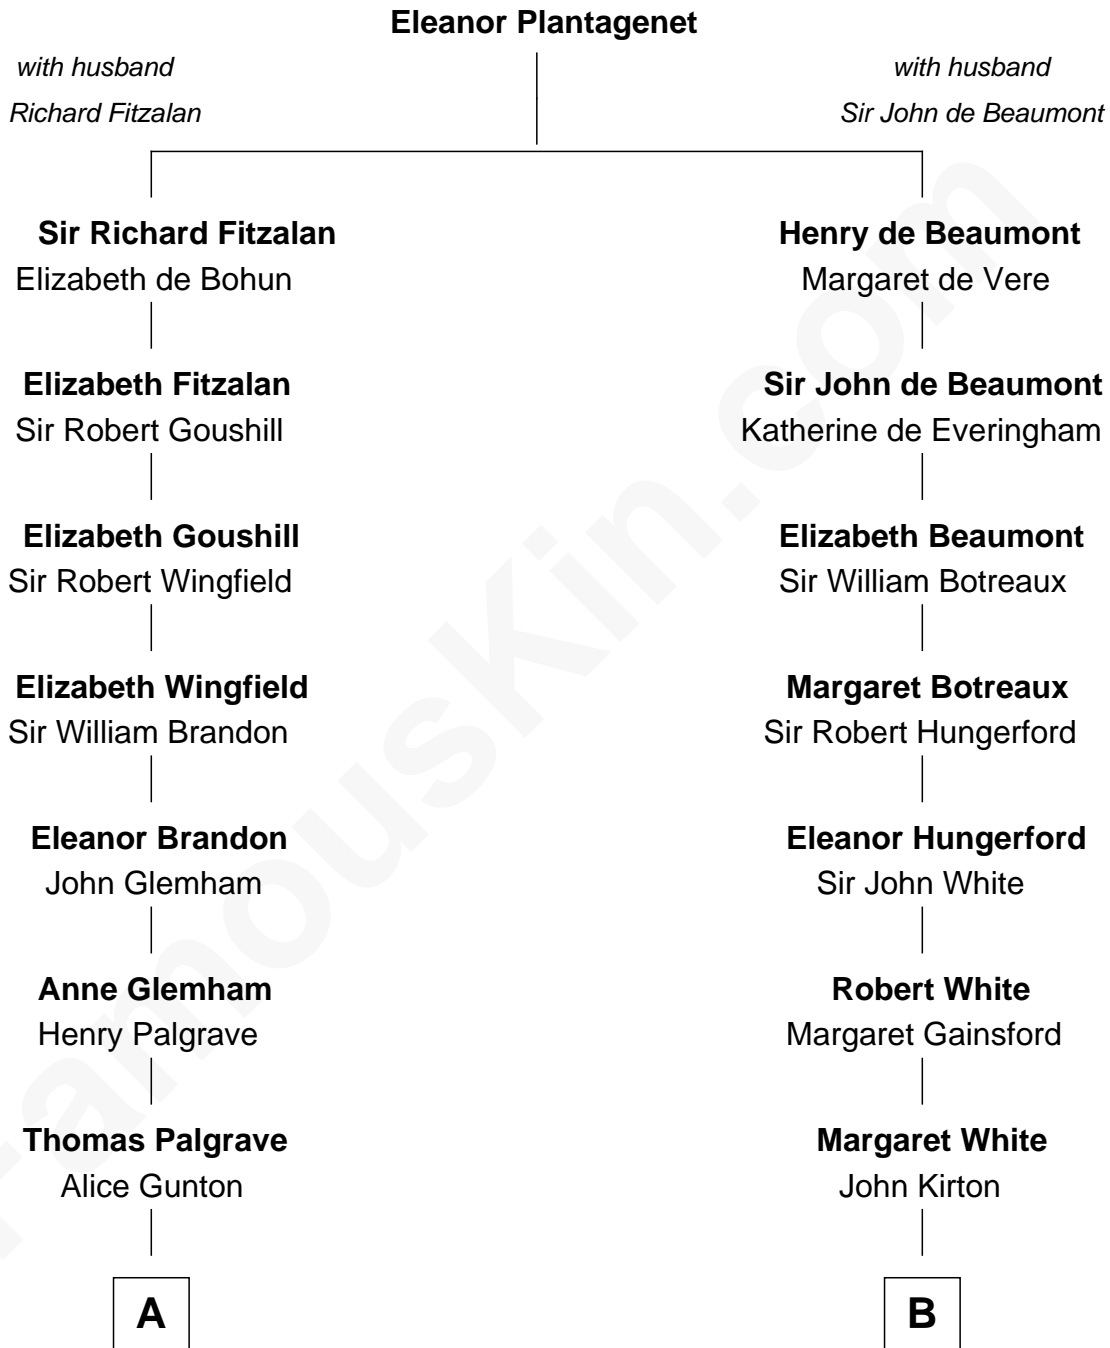 Eleanor Plantagenet
with husband
Richard Fitzalan
with husband
Sir John de Beaumont
Sir Richard Fitzalan
Elizabeth de Bohun
Henry de Beaumont
Margaret de Vere
Elizabeth Fitzalan
Sir Robert Goushill
Sir John de Beaumont
Katherine de Everingham
Elizabeth Goushill
Sir Robert Wingfield
Elizabeth Beaumont
Sir William Botreaux
Elizabeth Wingfield
Sir William Brandon
Margaret Botreaux
Sir Robert Hungerford
Eleanor Brandon
John Glemham
Eleanor Hungerford
Sir John White
Anne Glemham
Henry Palgrave
Robert White
Margaret Gainsford
Thomas Palgrave
Alice Gunton
Margaret White
John Kirton
A
B
FamousKin.com